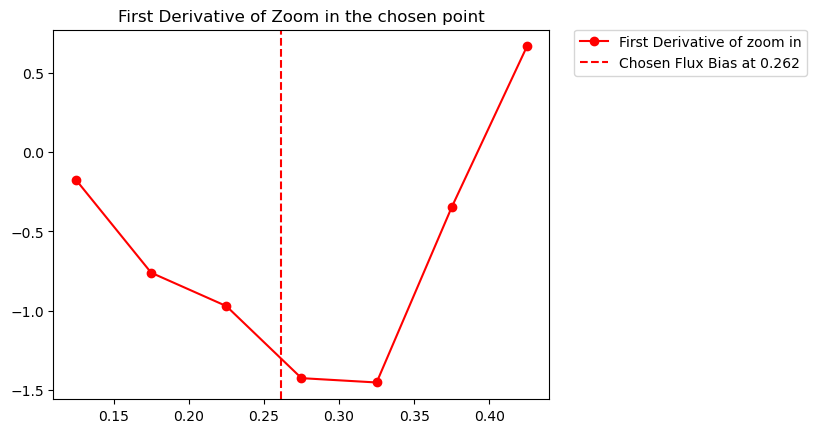 First Derivative of Zoom in the chosen point
First Derivative of zoom in
Chosen Flux Bias at 0.262
0.5
0.0
−0.5
−1.0
−1.5
0.15 0.20 0.25 0.30 0.35 0.40